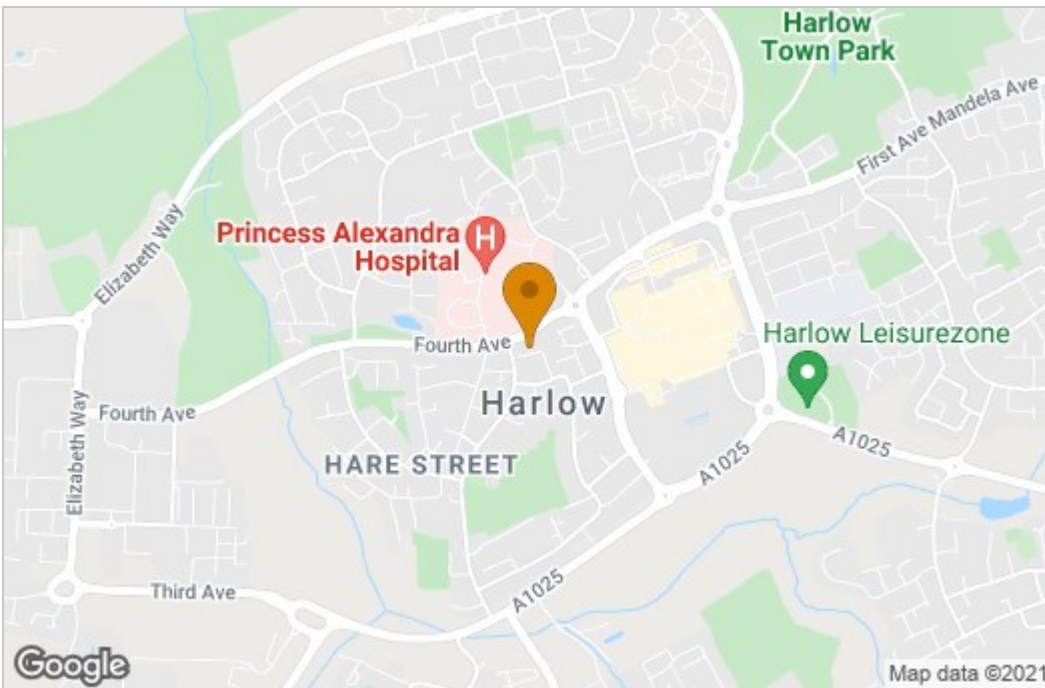 Harlow
Town Park
First Ave Mandela Ave
Elizabeth Way
Princess Alexandra
Hospital
H
Fourth Ave
Harlow Leisurezone
Harlow
Fourth Ave
HARE STREET
A1025
A1025
Elizabeth Way
Third Ave
A1025
Google
Map data ©2021